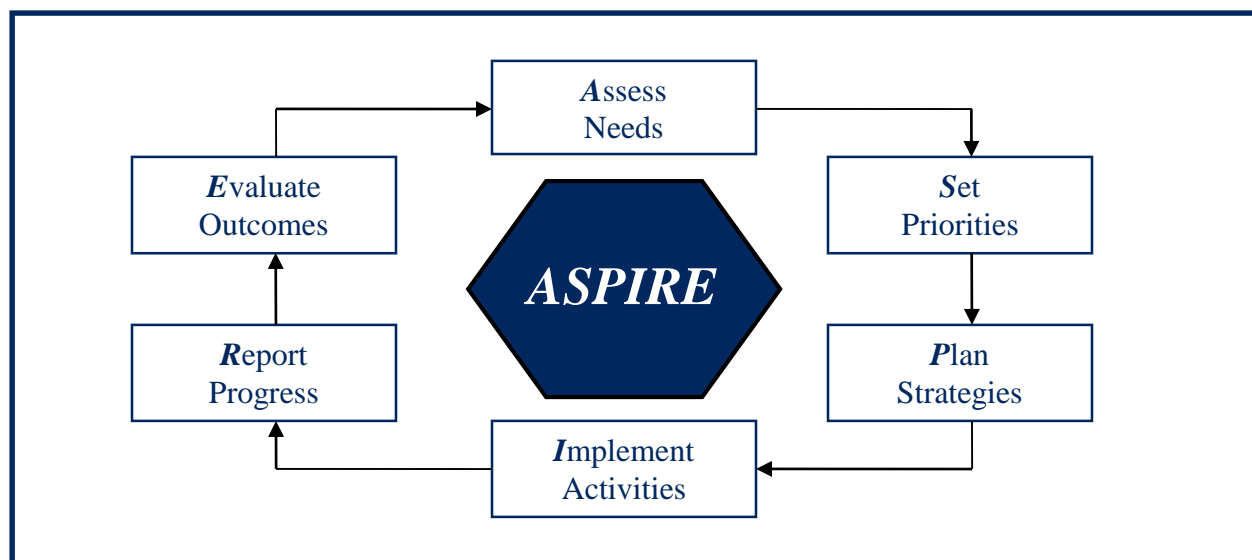 Assess
Needs
Set
Priorities
Plan
Strategies
Implement
Activities
Report
Progress
Evaluate
Outcomes
ASPIRE